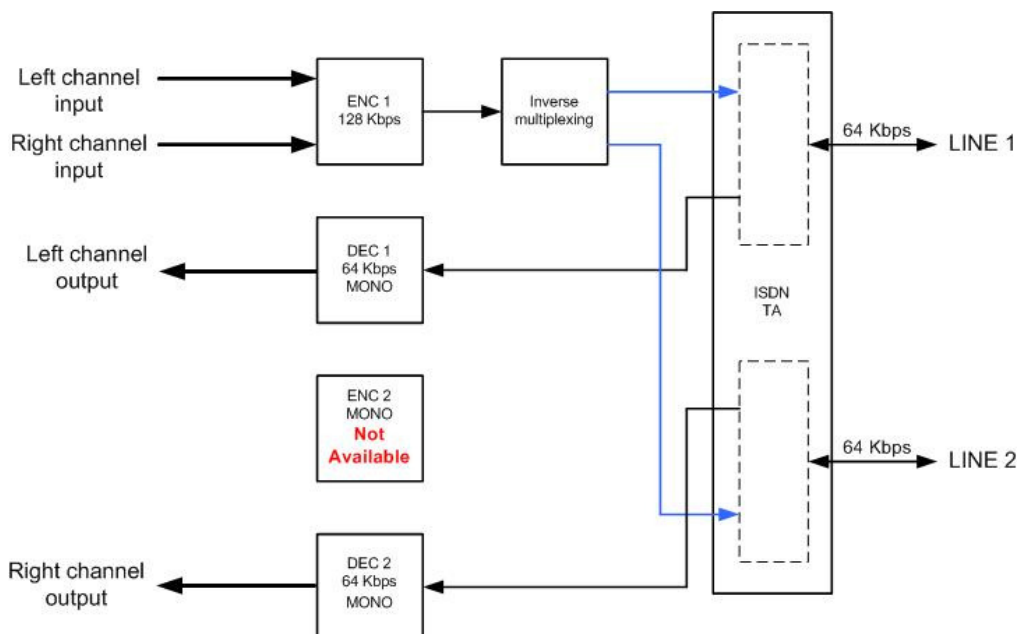 Left channel
input
Right channel
input
ENC 1
128 Kbps
Inverse
multiplexing
64 Kbps
LINE 1
Left channel
output
DEC 1
64 Kbps
MONO
ISDN
TA
ENC 2
MONO
Not
Available
64 Kbps
LINE 2
Right channel
output
DEC 2
64 Kbps
MONO